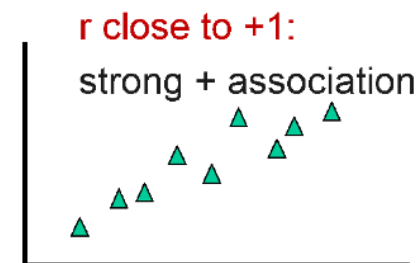 r close to +1:
strong + association